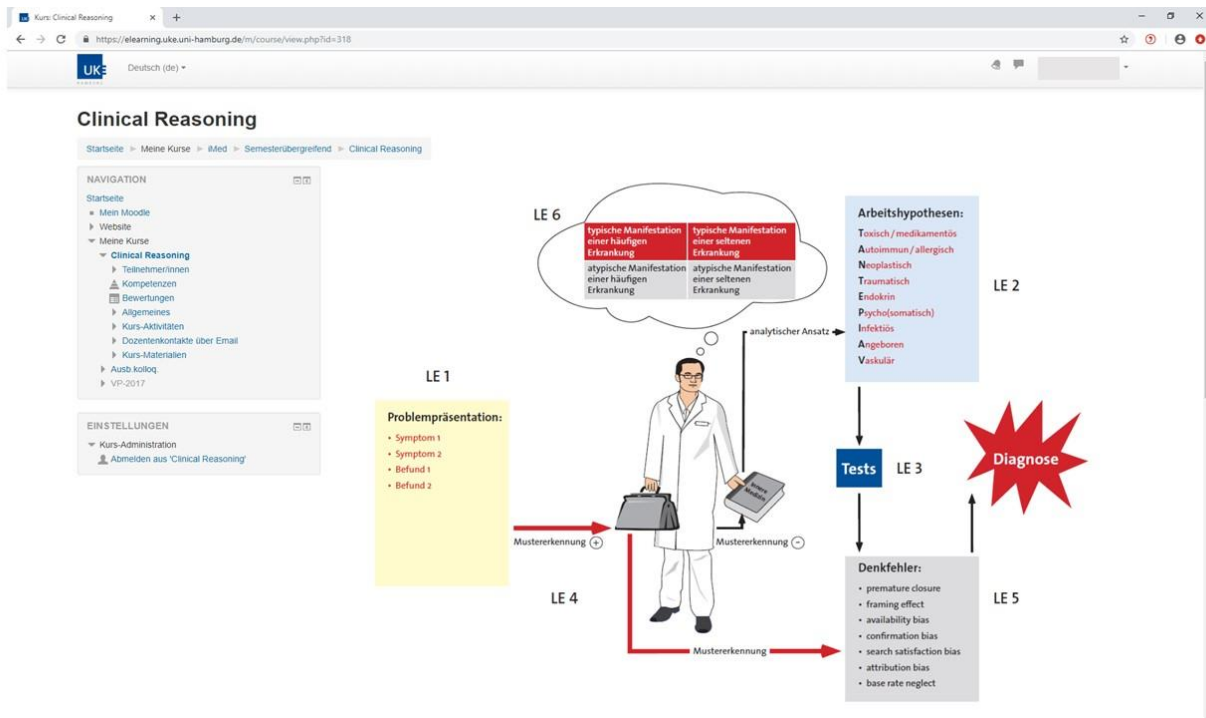 Kurs: Clinical Reasoning
https://elearning.uke.uni-hamburg.de/m/course/view.php?id=318
UKE
HAMBURG
Deutsch (de)
Clinical Reasoning
Startseite Meine Kurse iMed Semesterübergreifend Clinical Reasoning
NAVIGATION
Startseite
Mein Moodle
Website
Meine Kurse
Clinical Reasoning
Teilnehmer/innen
Kompetenzen
Bewertungen
Allgemeines
Kurs-Aktivitäten
Dozentenkontakte über Email
Kurs-Materialien
Ausb.kolloq.
VP-2017
EINSTELLUNGEN
Kurs-Administration
Abmelden aus 'Clinical Reasoning'
LE 1
Problempräsentation:
• Symptom 1
• Symptom 2
• Befund 1
• Befund 2
Mustererkennung +
LE 4
Mustererkennung
LE 6
typische Manifestation
einer häufigen
Erkrankung
typische Manifestation
einer seltenen
Erkrankung
atypische Manifestation
einer häufigen
Erkrankung
atypische Manifestation
einer seltenen
Erkrankung
Innere
Medizin
Mustererkennung -
analytischer Ansatz
Arbeitshypothesen:
Toxisch/medikamentös
Autoimmun/allergisch
Neoplastisch
Traumatisch
Endokrin
Psycho(somatisch)
Infektiös
Angeboren
Vaskulär
LE 2
Tests
LE 3
Diagnose
Denkfehler:
• premature closure
• framing effect
• availability bias
• confirmation bias
• search satisfaction bias
• attribution bias
• base rate neglect
LE 5